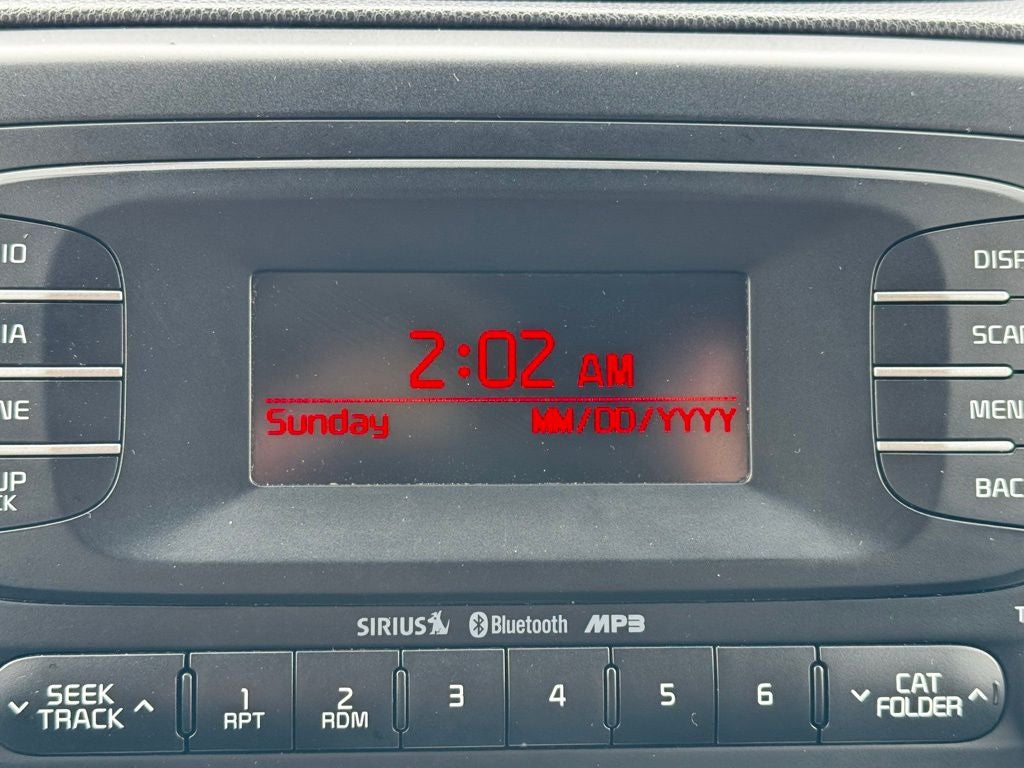 2:02 AM
Sunday MM/DD/YYYY
SIRIUS Bluetooth MP3
SEEK
TRACK
1
RPT
2
RDM
3
4
5
6
CAT
FOLDER